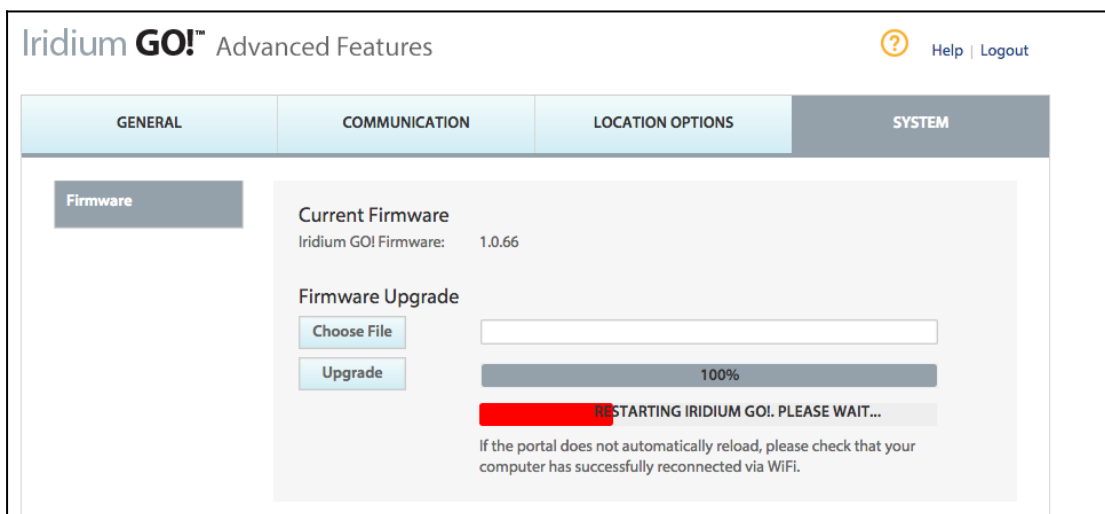 Iridium GO!™ Advanced Features
? Help | Logout
GENERAL COMMUNICATION LOCATION OPTIONS SYSTEM
Firmware
Current Firmware
Iridium GO! Firmware: 1.0.66
Firmware Upgrade
Choose File
Upgrade 100%
RESTARTING IRIDIUM GO!. PLEASE WAIT...
If the portal does not automatically reload, please check that your
computer has successfully reconnected via WiFi.